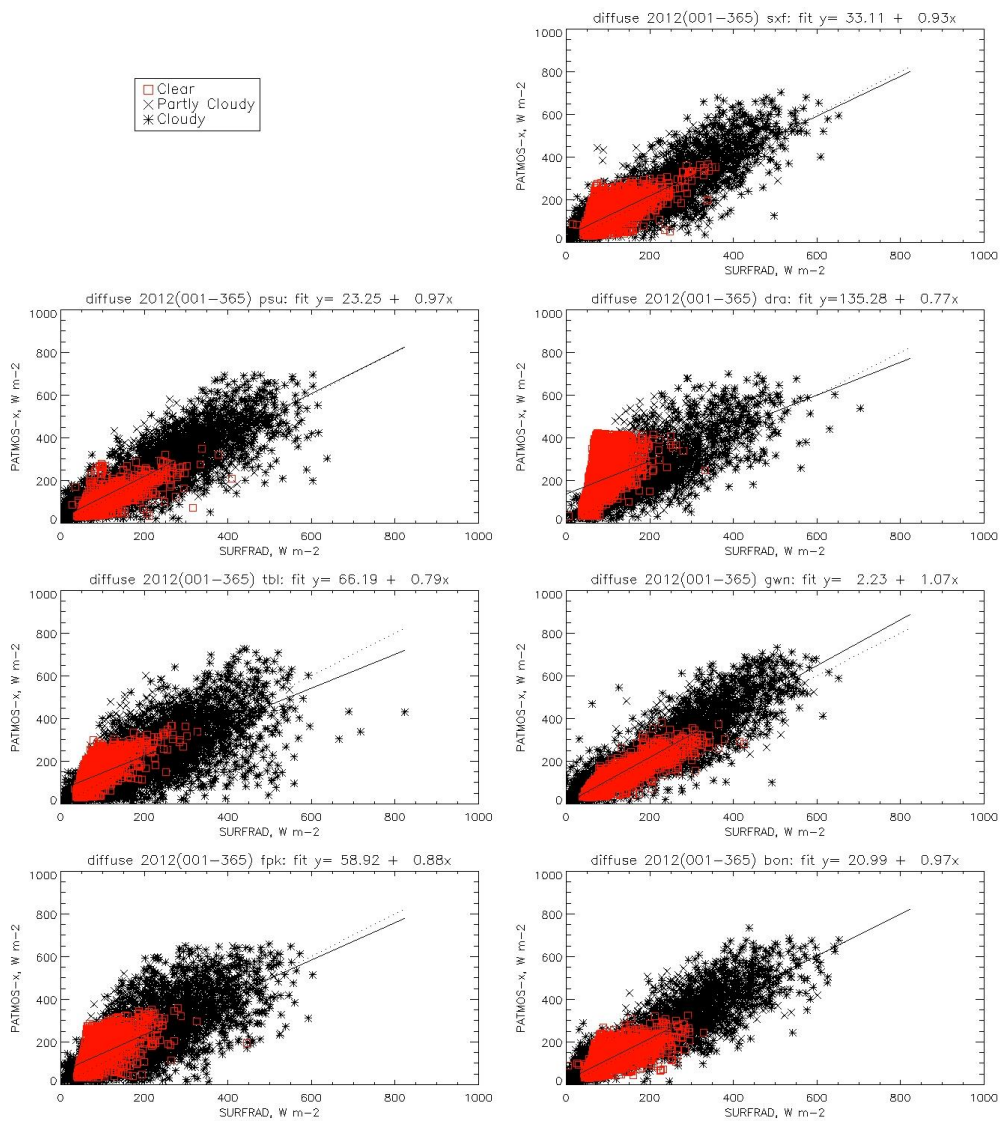 diffuse 2012(001-365) sxf: fit y= 33.11 + 0.93x
Clear
Partly Cloudy
Cloudy
1000
800
600
400
200
0
PATMOS-x, W m-2
0 200 400 600 800 1000
SURFRAD, W m-2
diffuse 2012(001-365) psu: fit y= 23.25 + 0.97x
1000
800
600
400
200
0
PATMOS-x, W m-2
0 200 400 600 800 1000
SURFRAD, W m-2
diffuse 2012(001-365) dra: fit y=135.28 + 0.77x
1000
800
600
400
200
0
PATMOS-x, W m-2
0 200 400 600 800 1000
SURFRAD, W m-2
diffuse 2012(001-365) tbl: fit y= 66.19 + 0.79x
1000
800
600
400
200
0
PATMOS-x, W m-2
0 200 400 600 800 1000
SURFRAD, W m-2
diffuse 2012(001-365) gwn: fit y= 2.23 + 1.07x
1000
800
600
400
200
0
PATMOS-x, W m-2
0 200 400 600 800 1000
SURFRAD, W m-2
diffuse 2012(001-365) fpk: fit y= 58.92 + 0.88x
1000
800
600
400
200
0
PATMOS-x, W m-2
0 200 400 600 800 1000
SURFRAD, W m-2
diffuse 2012(001-365) bon: fit y= 20.99 + 0.97x
1000
800
600
400
200
0
PATMOS-x, W m-2
0 200 400 600 800 1000
SURFRAD, W m-2